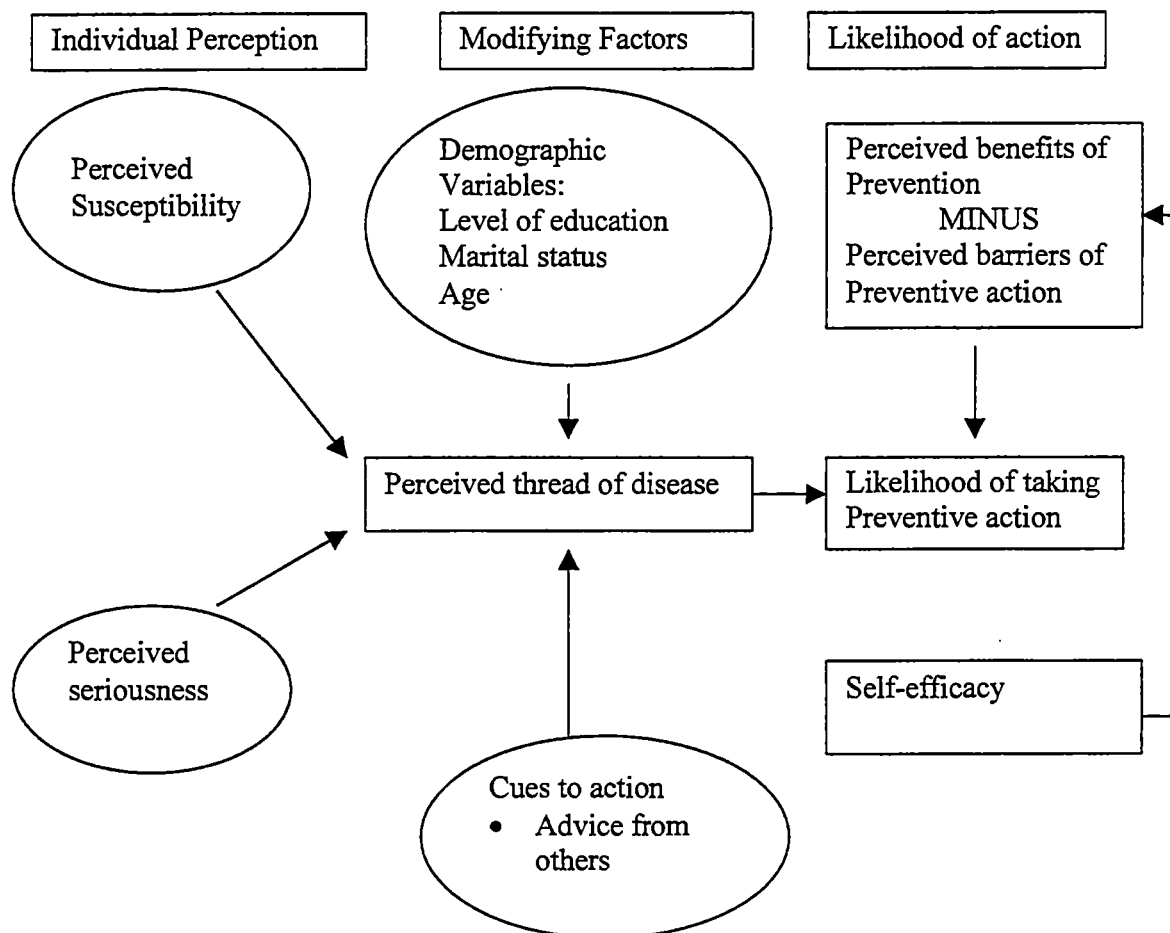 Individual Perception
Modifying Factors
Likelihood of action
Perceived
Susceptibility
Demographic
Variables:
Level of education
Marital status
Age
Perceived benefits of
Prevention
MINUS
Perceived barriers of
Preventive action
Perceived thread of disease
Likelihood of taking
Preventive action
Perceived
seriousness
Self-efficacy
Cues to action
• Advice from
others